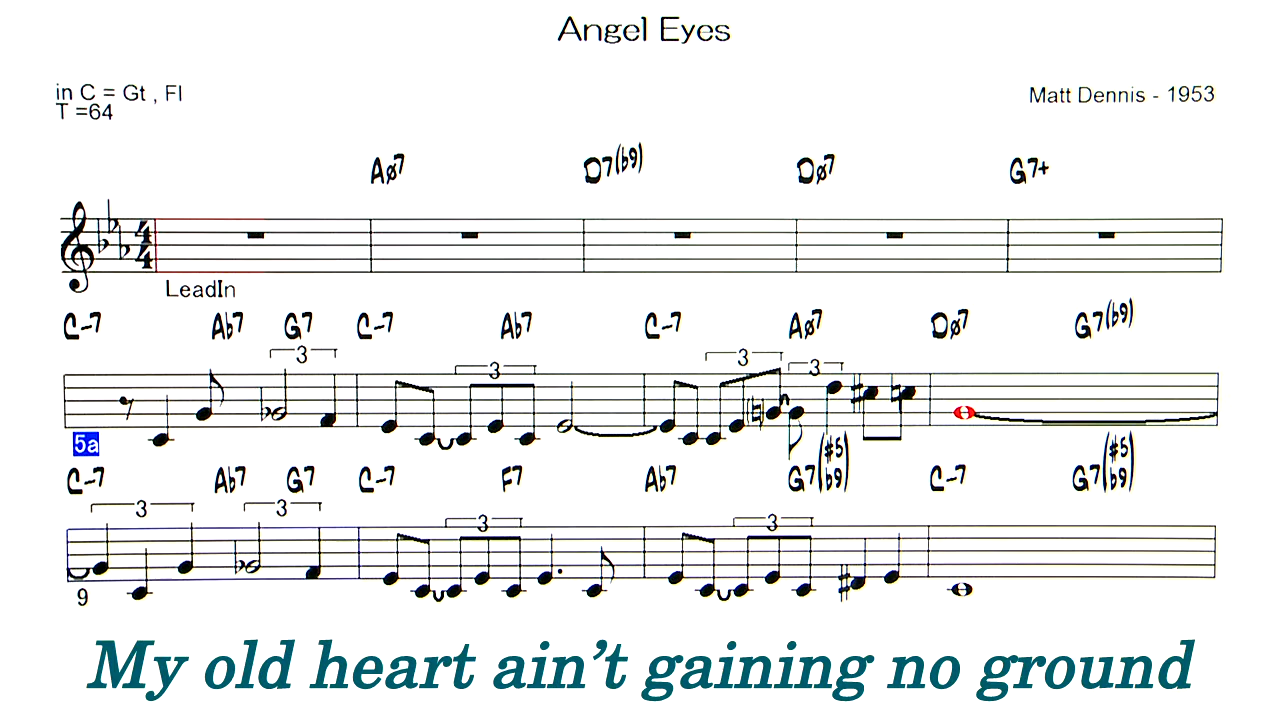 Angel Eyes
in C = Gt , Fl
T =64
Matt Dennis - 1953
Aø7 D7(b9) Dø7 G7+
4
4
LeadIn
C-7 Ab7 G7 C-7 Ab7 C-7 Aø7 Dø7 G7(b9)
3 3 3 3
5a
C-7 Ab7 G7 C-7 F7 Ab7 G7(#5 b9) C-7 G7(#5 b9)
3 3 3 3
9
My old heart ain’t gaining no ground